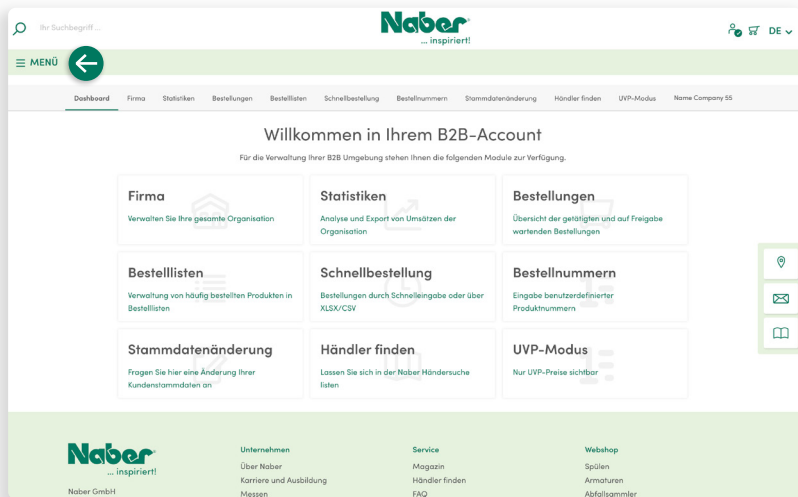 Ihr Suchbegriff ...
Naber®
... inspiriert!
DE
MENÜ
Dashboard Firma Statistiken Bestellungen Bestelllisten Schnellbestellung Bestellnummern Stammdatenänderung Händler finden UVP-Modus Name Company 55
Willkommen in Ihrem B2B-Account
Für die Verwaltung Ihrer B2B Umgebung stehen Ihnen die folgenden Module zur Verfügung.
Firma
Verwalten Sie Ihre gesamte Organisation
Statistiken
Analyse und Export von Umsätzen der
Organisation
Bestellungen
Übersicht der getätigten und auf Freigabe
wartenden Bestellungen
Bestelllisten
Verwaltung von häufig bestellten Produkten in
Bestelllisten
Schnellbestellung
Bestellungen durch Schnelleingabe oder über
XLSX/CSV
Bestellnummern
Eingabe benutzerdefinierter
Produktnummern
Stammdatenänderung
Fragen Sie hier eine Änderung Ihrer
Kundenstammdaten an
Händler finden
Lassen Sie sich in der Naber Händersuche
listen
UVP-Modus
Nur UVP-Preise sichtbar
Naber®
... inspiriert!
Naber GmbH
Unternehmen
Über Naber
Karriere und Ausbildung
Messen
Service
Magazin
Händler finden
FAQ
Webshop
Spülen
Armaturen
Abfallsammler